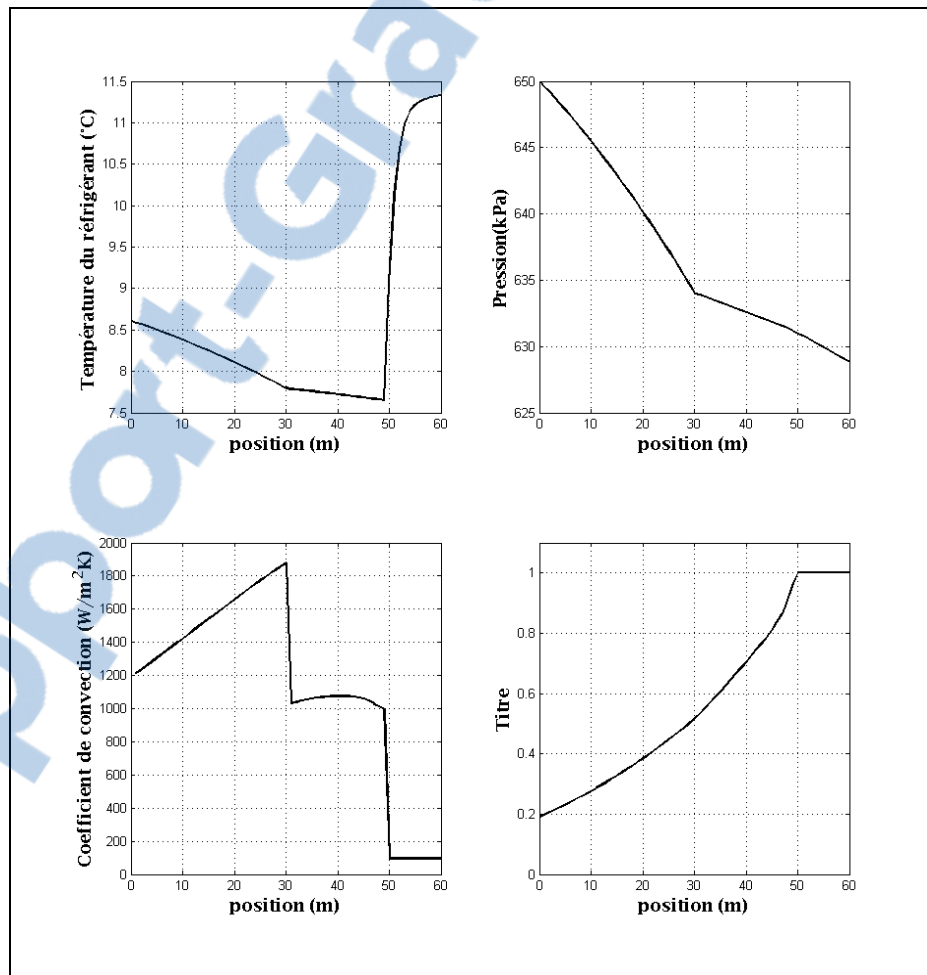 pport-Gra
Température du réfrigérant (°C)
11.5
11
10.5
10
9.5
9
8.5
8
7.5
0 10 20 30 40 50 60
position (m)
Pression(kPa)
650
645
640
635
630
625
0 10 20 30 40 50 60
position (m)
Coefficient de convection (W/m²K)
2000
1800
1600
1400
1200
1000
800
600
400
200
0
0 10 20 30 40 50 60
position (m)
Titre
1
0.8
0.6
0.4
0.2
0
0 10 20 30 40 50 60
position (m)